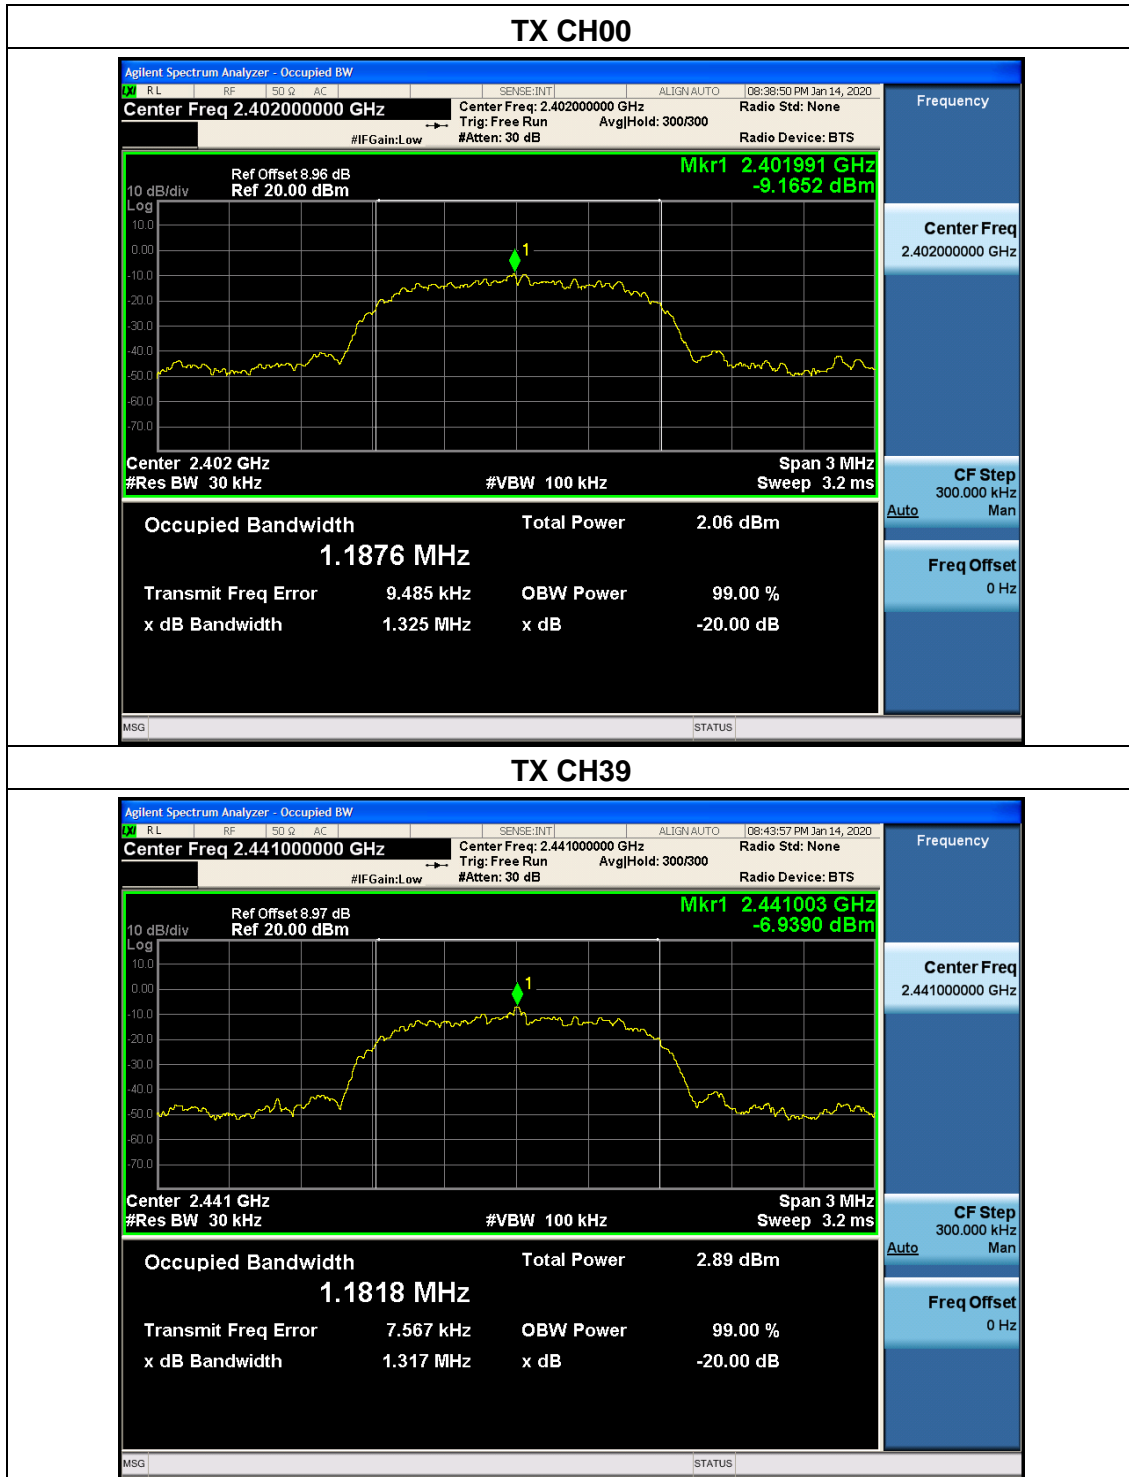 TX CH00
Agilent Spectrum Analyzer - Occupied BW
LXI RL RF 50 Ω AC SENSE:INT ALIGN AUTO 08:38:50 PM Jan 14, 2020
Center Freq 2.402000000 GHz
Center Freq: 2.402000000 GHz Radio Std: None
Trig: Free Run Avg|Hold: 300/300
#IFGain:Low #Atten: 30 dB Radio Device: BTS
Frequency
Mkr1 2.401991 GHz
-9.1652 dBm
Ref Offset 8.96 dB
10 dB/div Ref 20.00 dBm
Log
10.0
0.00
-10.0
-20.0
-30.0
-40.0
-50.0
-60.0
-70.0
1
Center 2.402 GHz Span 3 MHz
#Res BW 30 kHz #VBW 100 kHz Sweep 3.2 ms
Occupied Bandwidth Total Power 2.06 dBm
1.1876 MHz
Transmit Freq Error 9.485 kHz OBW Power 99.00 %
x dB Bandwidth 1.325 MHz x dB -20.00 dB
Center Freq
2.402000000 GHz
CF Step
300.000 kHz
Auto Man
Freq Offset
0 Hz
MSG STATUS
TX CH39
Agilent Spectrum Analyzer - Occupied BW
LXI RL RF 50 Ω AC SENSE:INT ALIGN AUTO 08:43:57 PM Jan 14, 2020
Center Freq 2.441000000 GHz
Center Freq: 2.441000000 GHz Radio Std: None
Trig: Free Run Avg|Hold: 300/300
#IFGain:Low #Atten: 30 dB Radio Device: BTS
Frequency
Mkr1 2.441003 GHz
-6.9390 dBm
Ref Offset 8.97 dB
10 dB/div Ref 20.00 dBm
Log
10.0
0.00
-10.0
-20.0
-30.0
-40.0
-50.0
-60.0
-70.0
1
Center 2.441 GHz Span 3 MHz
#Res BW 30 kHz #VBW 100 kHz Sweep 3.2 ms
Occupied Bandwidth Total Power 2.89 dBm
1.1818 MHz
Transmit Freq Error 7.567 kHz OBW Power 99.00 %
x dB Bandwidth 1.317 MHz x dB -20.00 dB
Center Freq
2.441000000 GHz
CF Step
300.000 kHz
Auto Man
Freq Offset
0 Hz
MSG STATUS